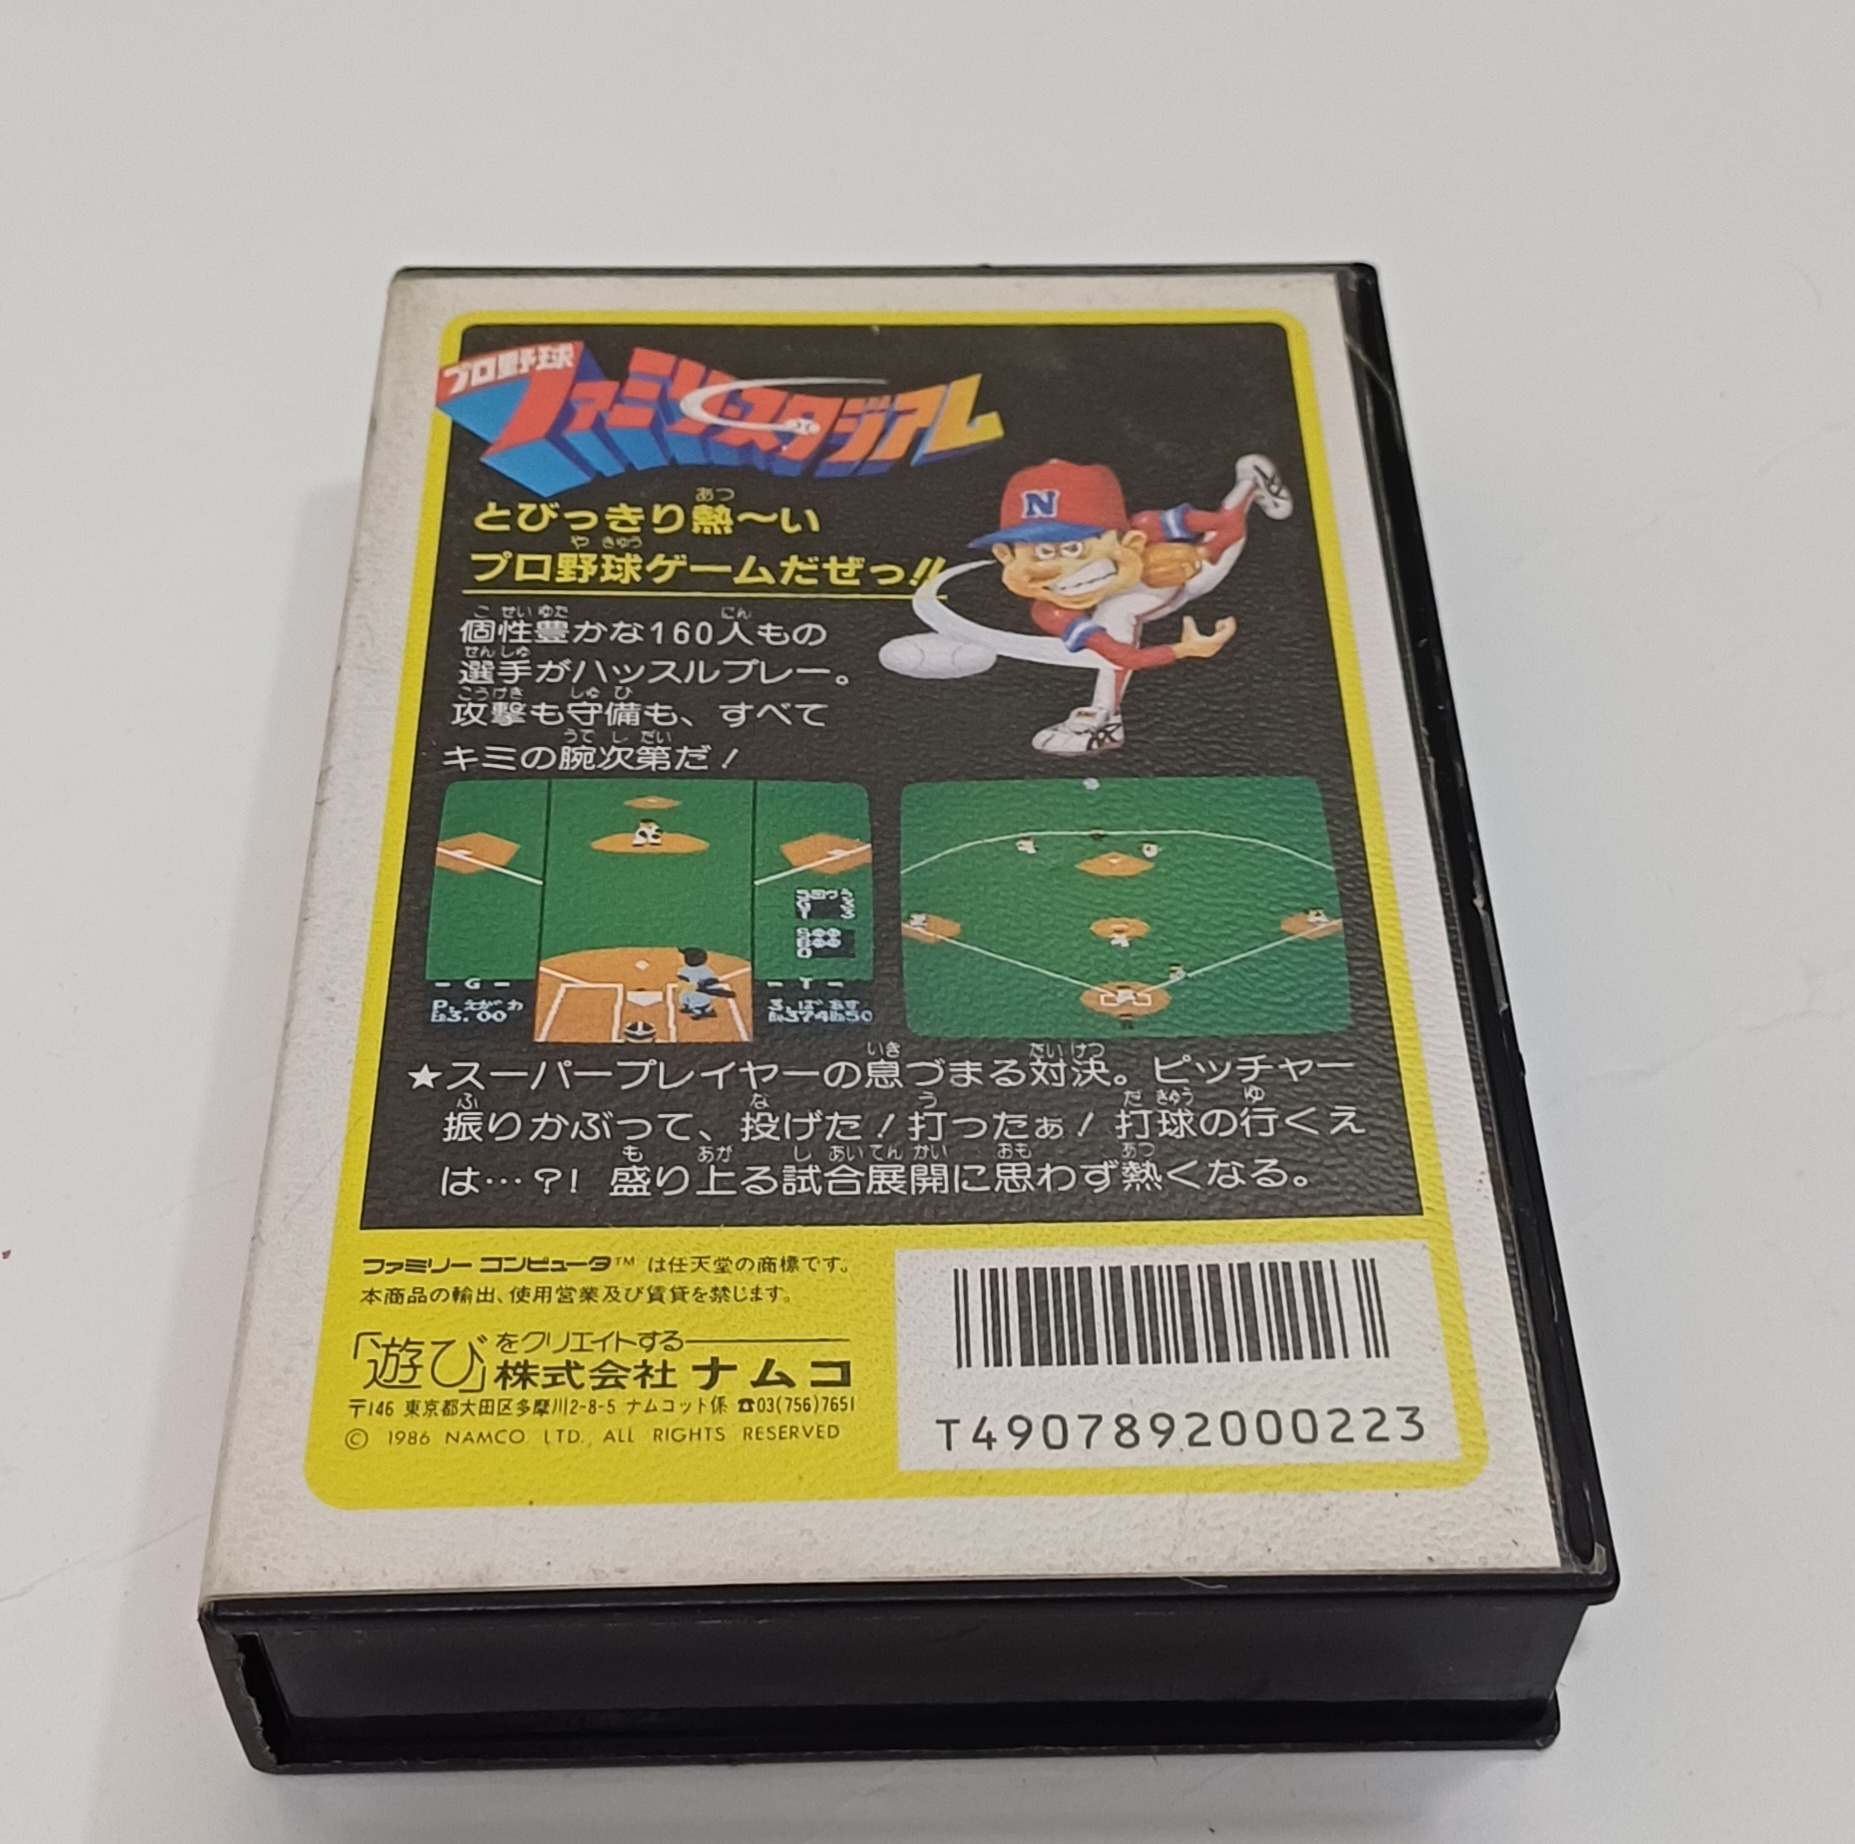 プロ野球
ファミリースタジアム
N
とびっきり熱〜い
プロ野球ゲームだぜっ!!
個性豊かな160人もの
選手がハッスルプレー。
攻撃も守備も、すべて
キミの腕次第だ!
- G -
P. えがわ
3.00
- T -
3. ばあす
★スーパープレイヤーの息づまる対決。ピッチャー
振りかぶって、投げた!打ったぁ!打球の行くえ
は…?! 盛り上る試合展開に思わず熱くなる。
ファミリー コンピュータ™ は任天堂の商標です。
本商品の輸出、使用営業及び賃貸を禁じます。
「遊び」をクリエイトする
株式会社 ナムコ
〒146 東京都大田区多摩川2-8-5 ナムコット係 ☎03(756)7651
© 1986 NAMCO LTD., ALL RIGHTS RESERVED
T4907892000223